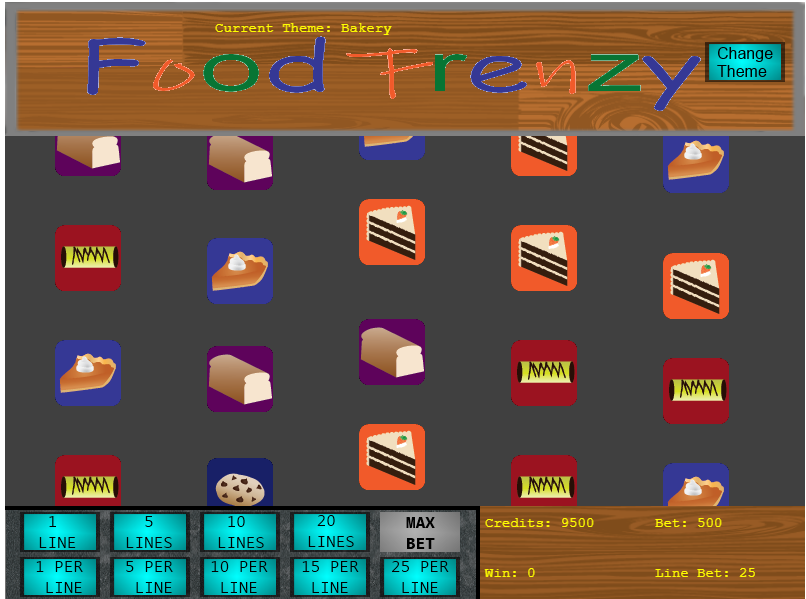 Current Theme: Bakery
Food Frenzy
Change
Theme
1
LINE
5
LINES
10
LINES
20
LINES
MAX
BET
1 PER
LINE
5 PER
LINE
10 PER
LINE
15 PER
LINE
25 PER
LINE
Credits: 9500
Bet: 500
Win: 0
Line Bet: 25